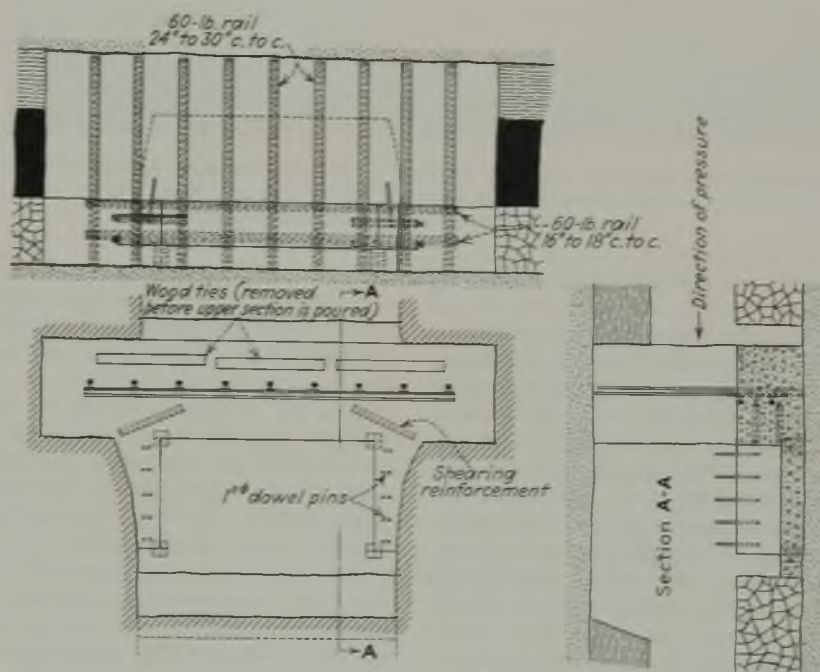 60-lb. rail
24" to 30" c. to c.
60-lb. rail
16" to 18" c. to c.
Wood ties (removed
before upper section is poured)
A
Shearing
reinforcement
1"ϕ dowel pins
A
Direction of pressure
Section A-A